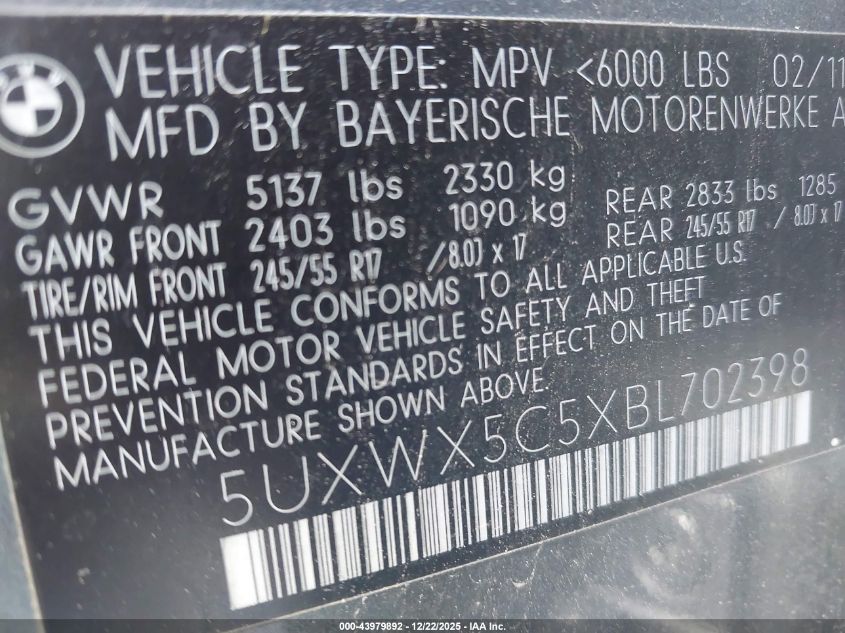 BMW
VEHICLE TYPE: MPV <6000 LBS 02/11
MFD BY BAYERISCHE MOTORENWERKE A
GVWR 5137 lbs 2330 kg
GAWR FRONT 2403 lbs 1090 kg REAR 2833 lbs 1285
TIRE/RIM FRONT 245/55 R17 /8.0J x 17 REAR 245/55 R17 / 8.0J x 17
THIS VEHICLE CONFORMS TO ALL APPLICABLE U.S.
FEDERAL MOTOR VEHICLE SAFETY AND THEFT
PREVENTION STANDARDS IN EFFECT ON THE DATE OF
MANUFACTURE SHOWN ABOVE.
5UXWX5C5XBL702398
000-43979892 • 12/22/2025 • IAA Inc.